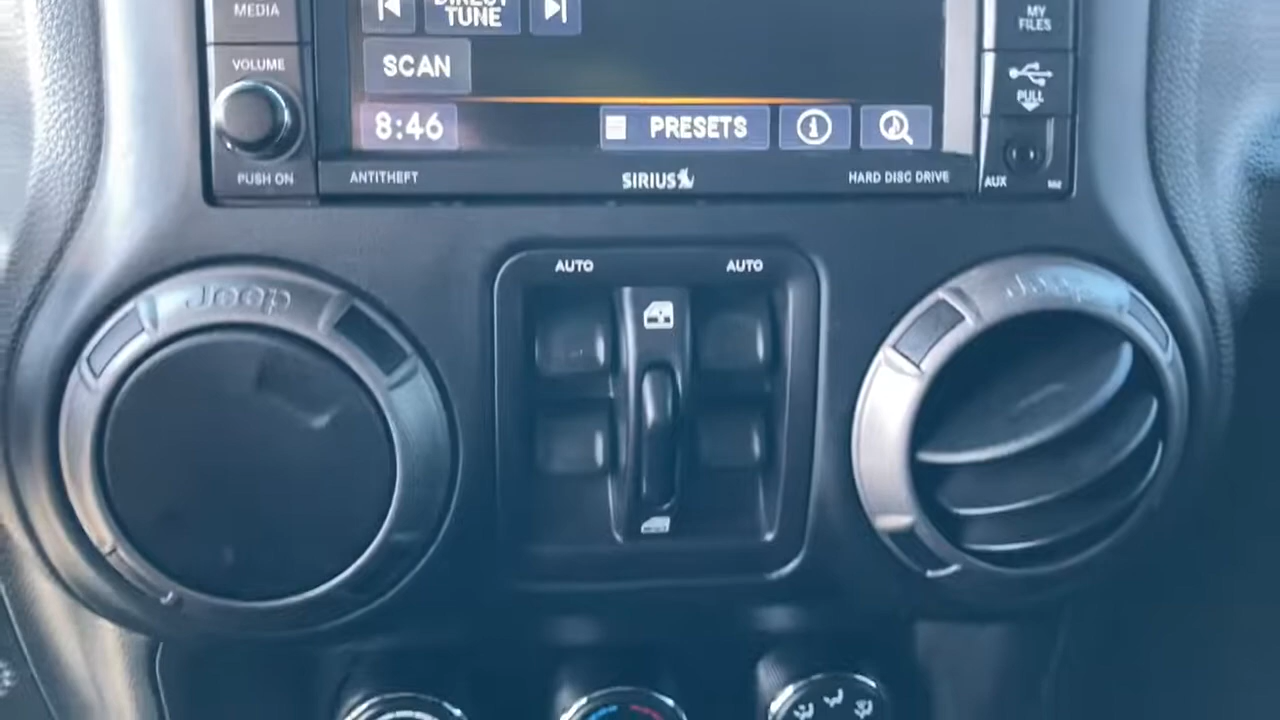 MEDIA
DIRECT
TUNE
MY
FILES
VOLUME
SCAN
PULL
8:46
PRESETS
PUSH ON
ANTITHEFT
SIRIUS
HARD DISC DRIVE
AUX
AUTO
AUTO
Jeep
Jeep